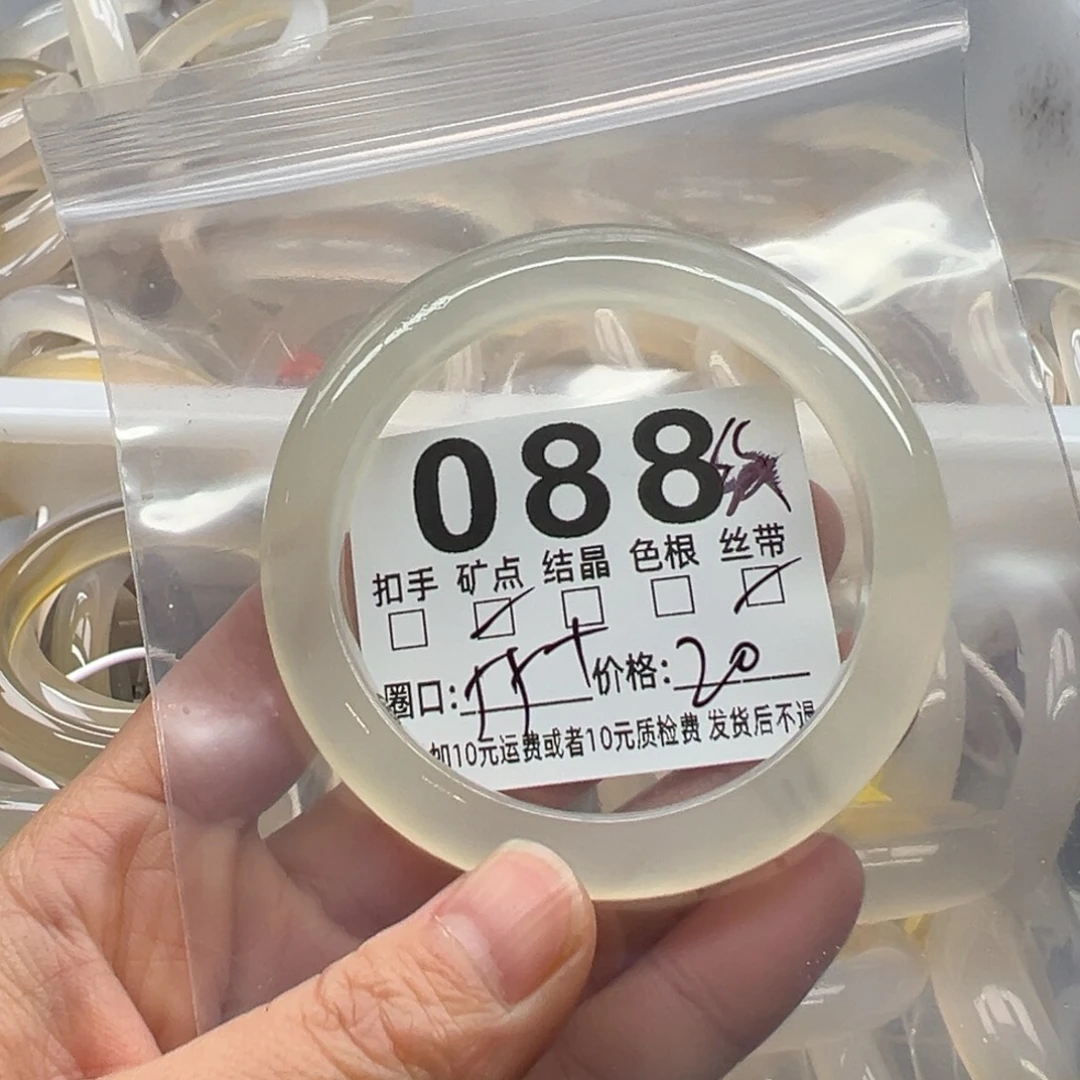 088
扣手 矿点 结晶 色根 丝带
圈口: 价格:20
加10元运费或者10元质检费 发货后不退